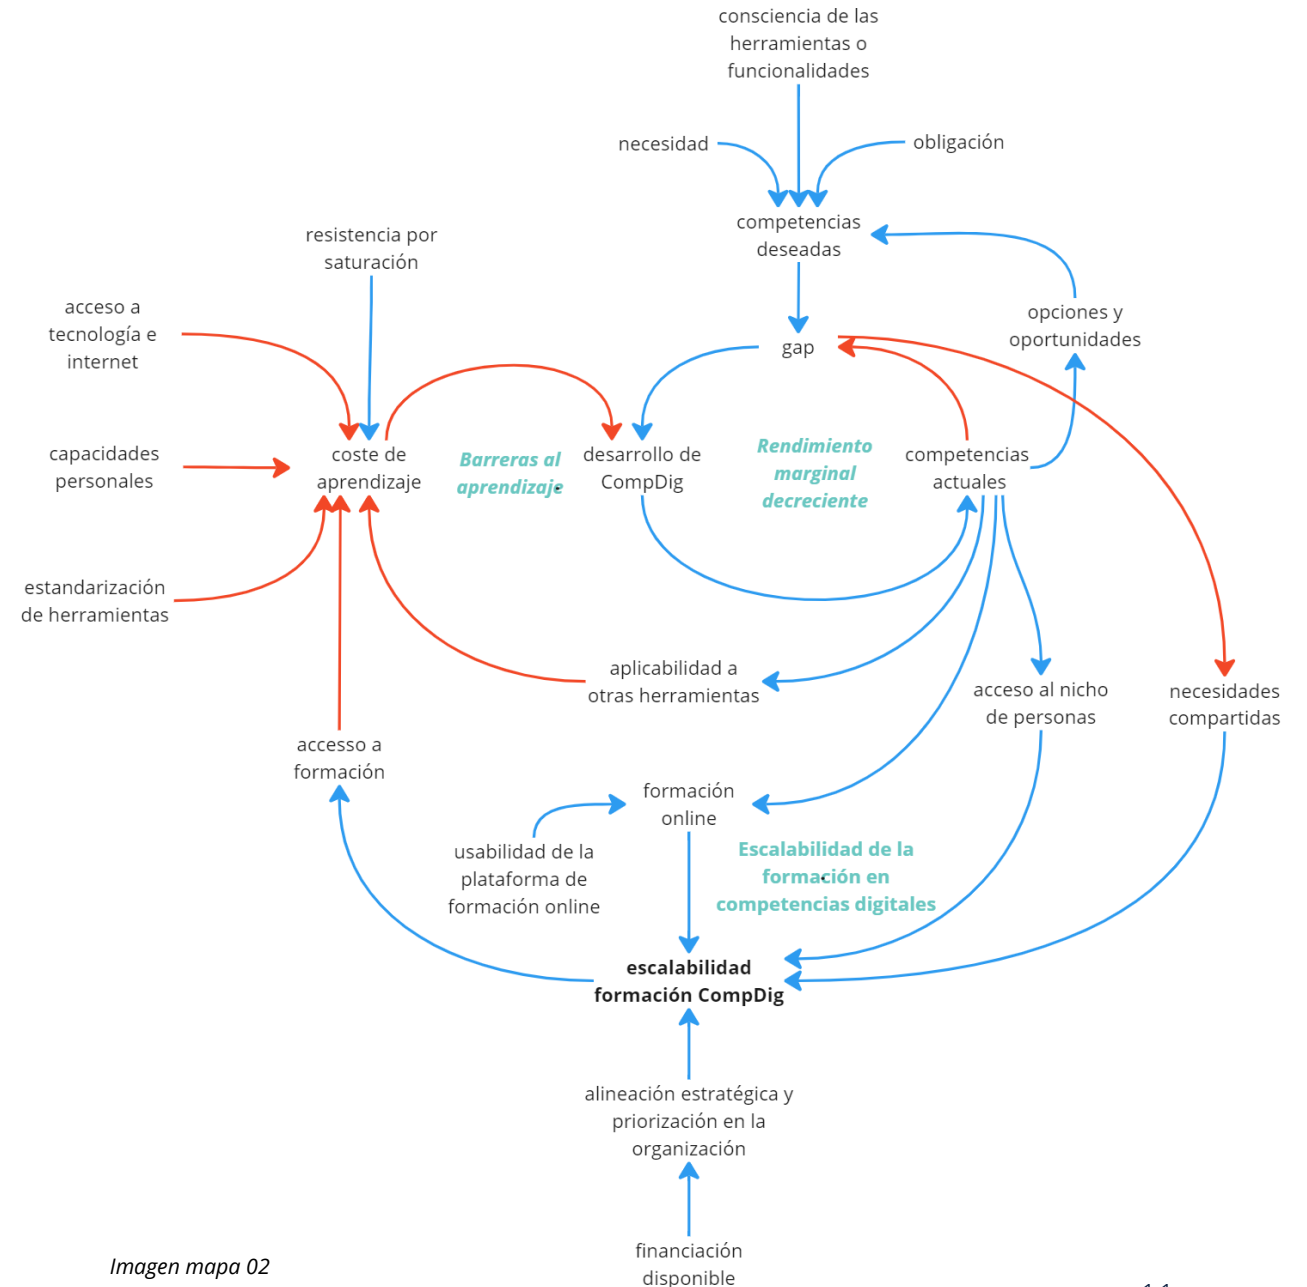 consciencia de las
herramientas o
funcionalidades
necesidad
obligación
competencias
deseadas
resistencia por
saturación
acceso a
tecnología e
internet
opciones y
oportunidades
gap
capacidades
personales
coste de
aprendizaje
Barreras al
aprendizaje
desarrollo de
CompDig
Rendimiento
marginal
decreciente
competencias
actuales
estandarización
de herramientas
aplicabilidad a
otras herramientas
acceso al nicho
de personas
necesidades
compartidas
accesso a
formación
formación
online
usabilidad de la
plataforma de
formación online
Escalabilidad de la
formación en
competencias digitales
escalabilidad
formación CompDig
alineación estratégica y
priorización en la
organización
financiación
disponible
Imagen mapa 02